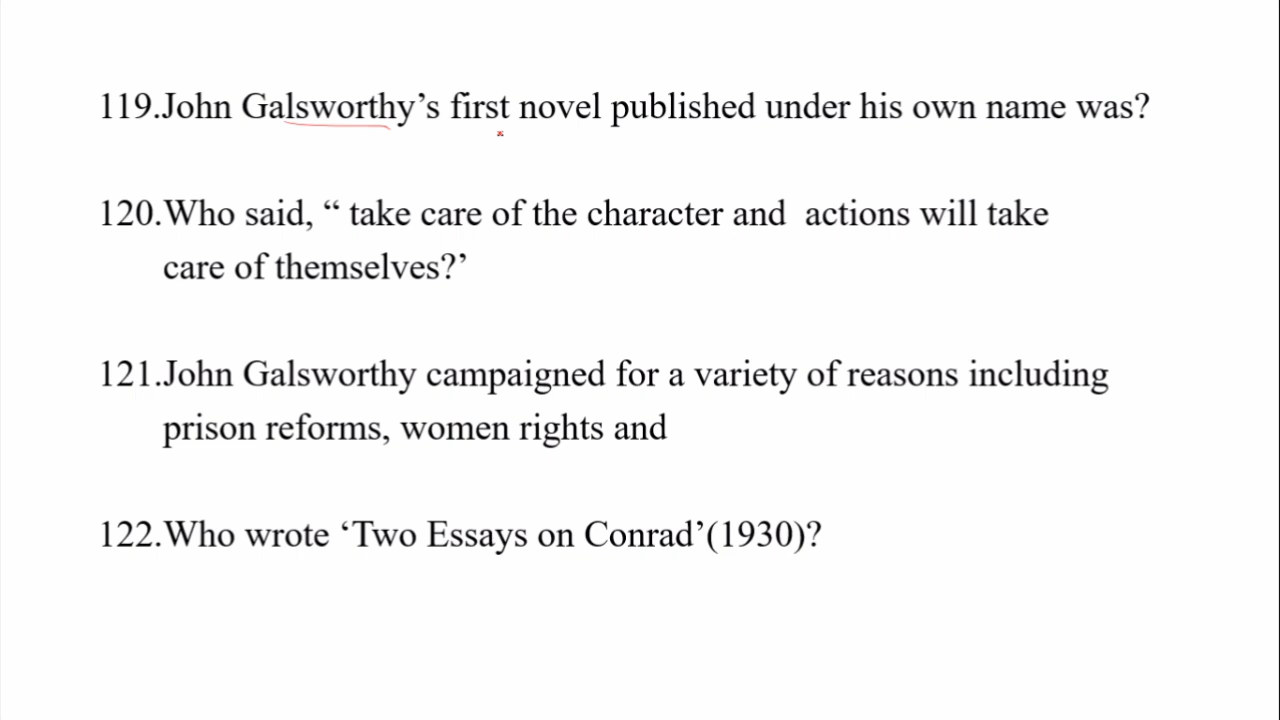 119.John Galsworthy’s first novel published under his own name was?
120.Who said, “ take care of the character and  actions will take
care of themselves?’
121.John Galsworthy campaigned for a variety of reasons including
prison reforms, women rights and
122.Who wrote ‘Two Essays on Conrad’(1930)?